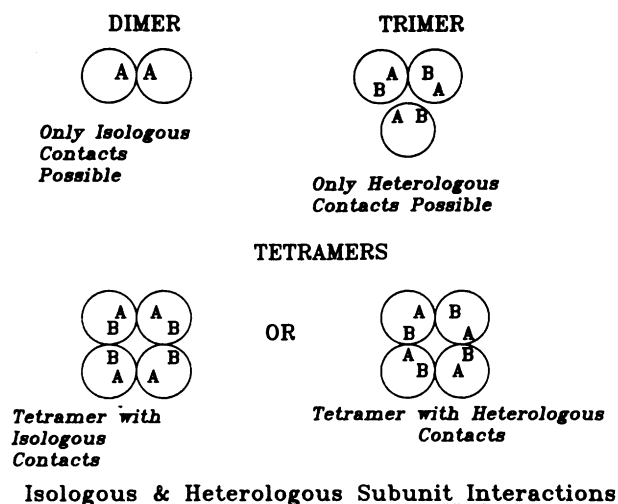 DIMER
TRIMER
A A
A B
B A
A B
Only Isologous
Contacts
Possible
Only Heterologous
Contacts Possible
TETRAMERS
A A
B B
B B
A A
OR
A B
B A
A B
B A
Tetramer with
Isologous
Contacts
Tetramer with Heterologous
Contacts
Isologous & Heterologous Subunit Interactions